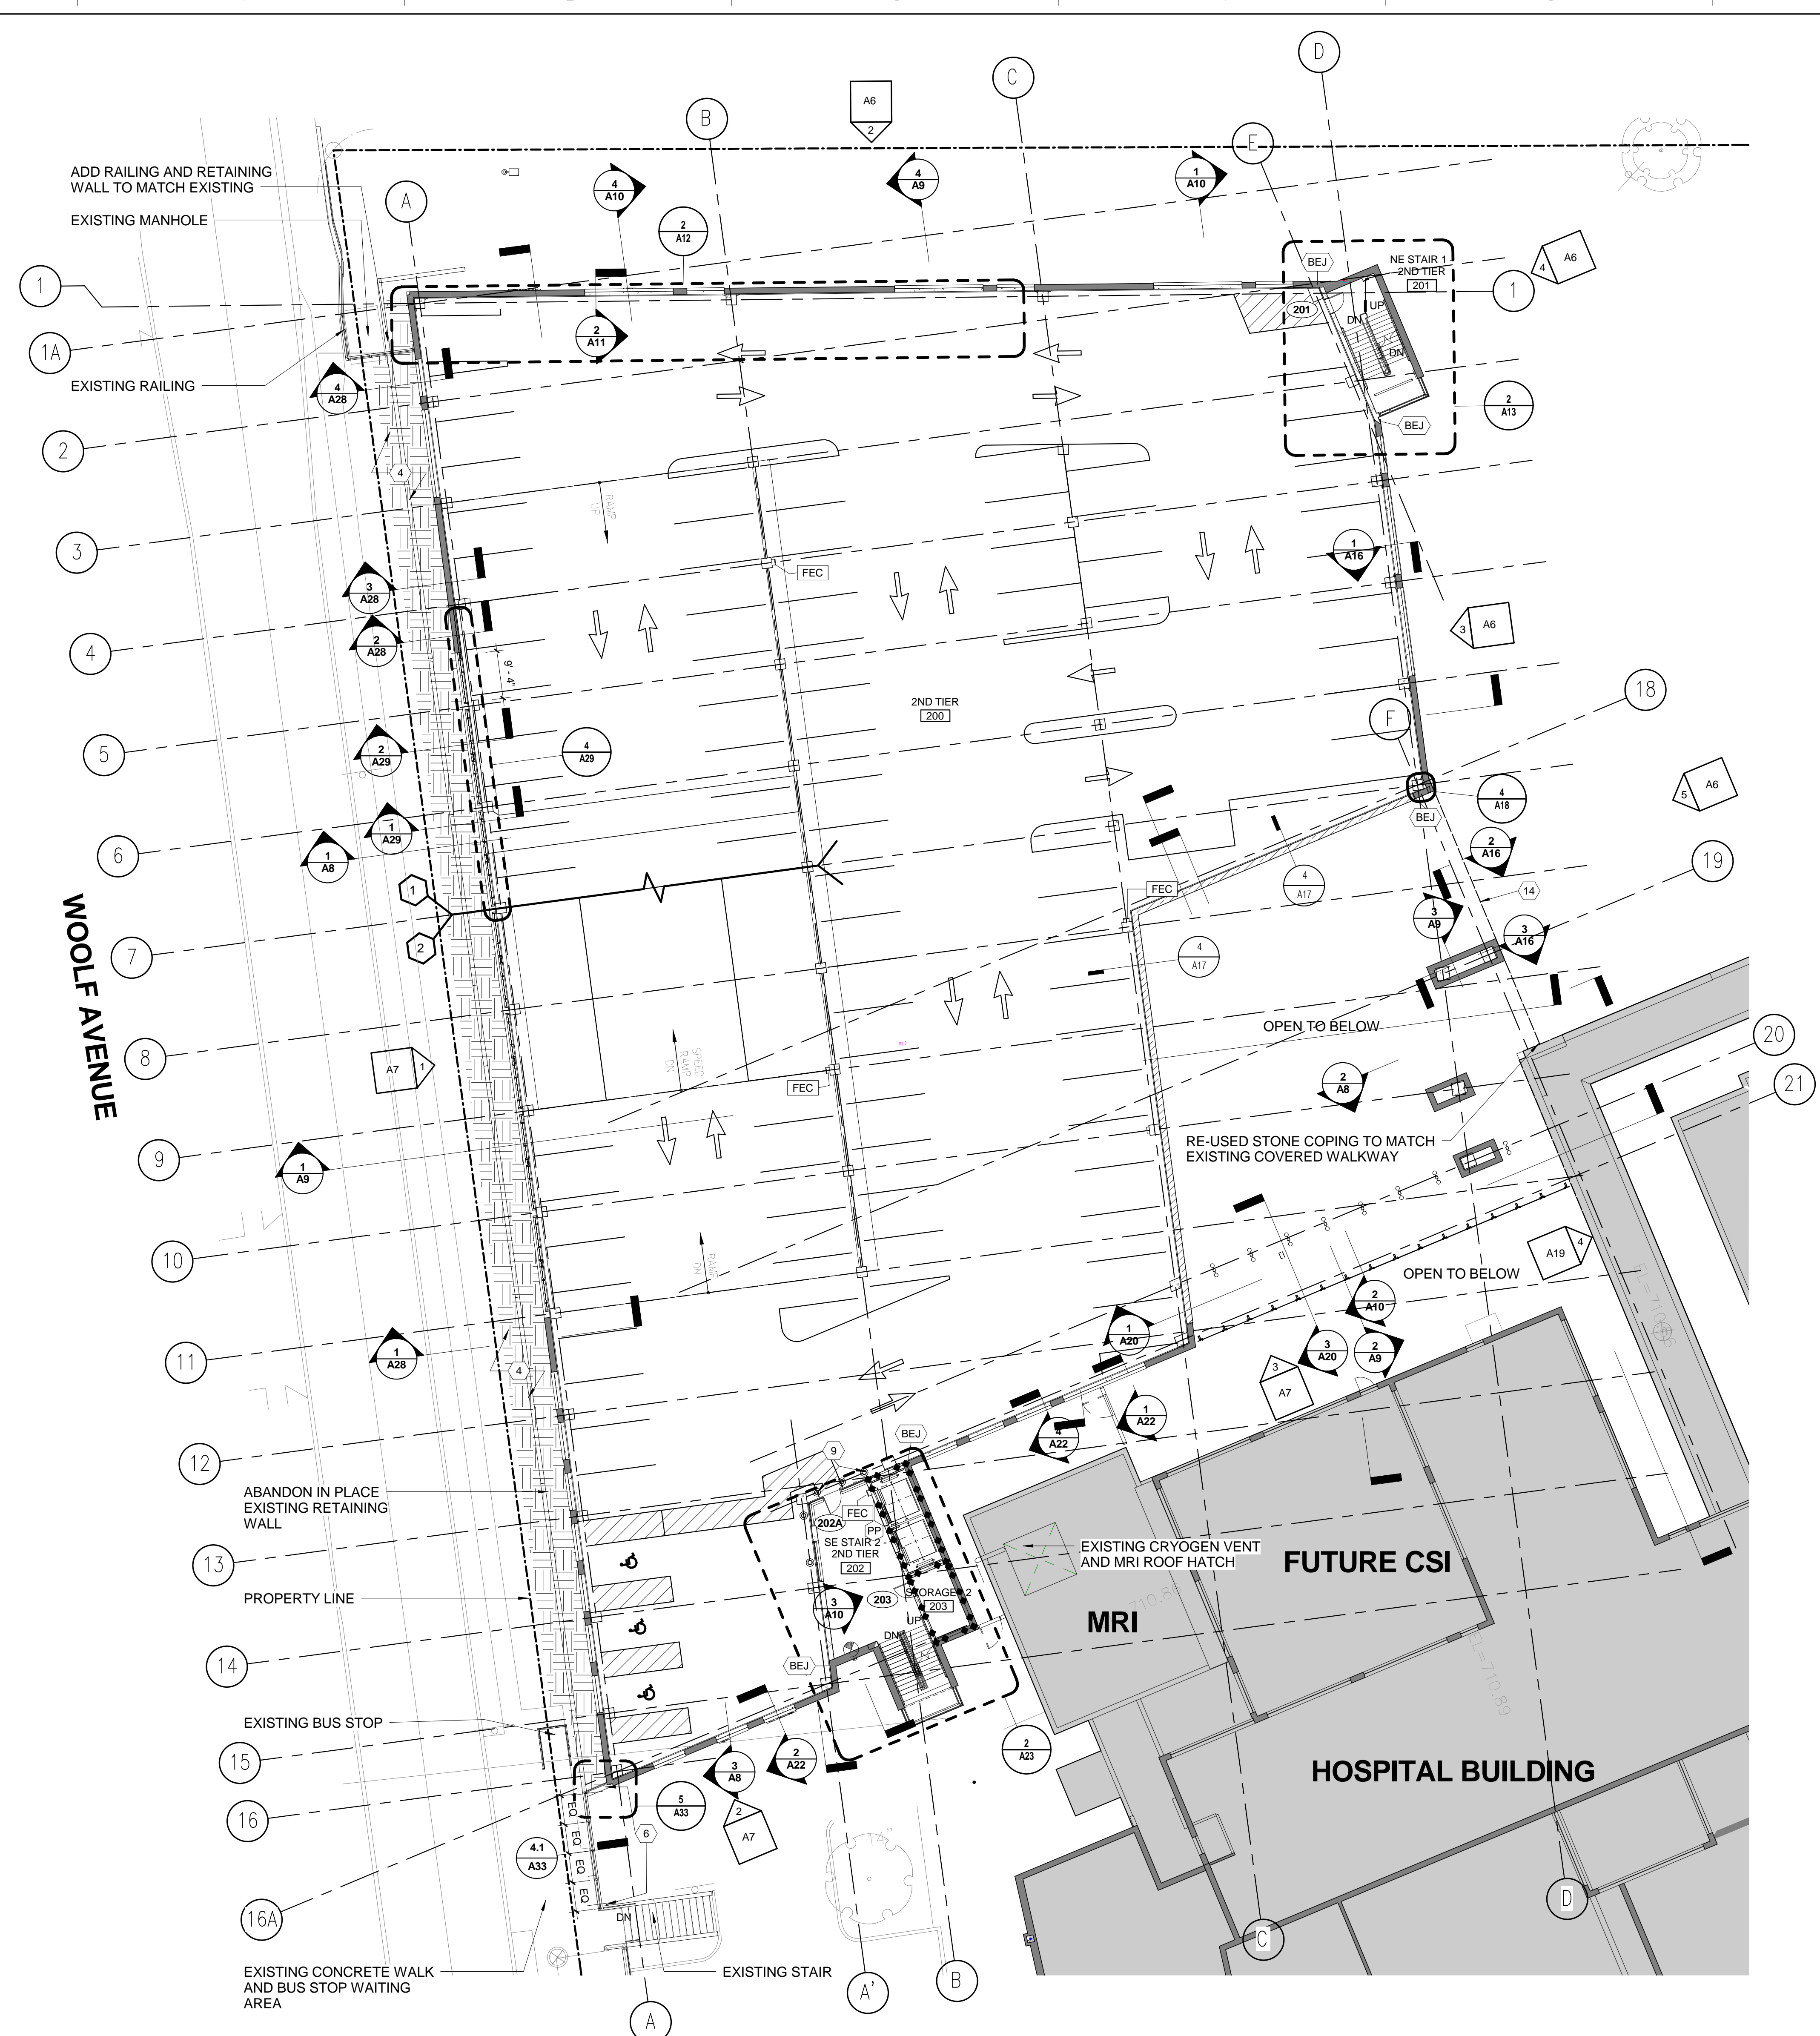 D
C
A6
2
B
E
ADD RAILING AND RETAINING
WALL TO MATCH EXISTING
4
A10
4
A9
1
A10
A
EXISTING MANHOLE
2
A12
NE STAIR 1
2ND TIER
201
BEJ
4
A6
1
201
UP
DN
DN
1
2
A11
1A
EXISTING RAILING
4
A28
2
A13
BEJ
2
4
RAMP
UP
3
1
A16
FEC
3
A28
3
A6
4
2
A28
9' - 4"
18
2ND TIER
200
F
5
2
A29
4
A29
5
A6
4
A18
BEJ
6
1
A29
1
A8
2
A16
19
4
A17
FEC
14
1
WOOLF AVENUE
3
A9
3
A16
7
2
4
A17
OPEN TO BELOW
20
8
A7
1
SPEED
RAMP
DN
2
A8
21
FEC
RE-USED STONE COPING TO MATCH
EXISTING COVERED WALKWAY
9
1
A9
10
RAMP
DN
A19
4
OPEN TO BELOW
2
A10
1
A20
11
1
A28
3
A20
2
A9
4
3
A7
1
A22
4
A22
BEJ
12
9
ABANDON IN PLACE
EXISTING RETAINING
WALL
FEC
202A
PP
SE STAIR 2 -
2ND TIER
202
EXISTING CRYOGEN VENT
AND MRI ROOF HATCH
FUTURE CSI
13
PROPERTY LINE
3
A10
203
STORAGE 2
203
710.86
MRI
UP
DN
14
BEJ
EXISTING BUS STOP
15
2
A23
3
A8
2
A22
HOSPITAL BUILDING
16
5
A33
2
A7
EQ
EQ
EQ
EQ
6
4.1
A33
14"
16A
DN
D
C
EXISTING CONCRETE WALK
AND BUS STOP WAITING
AREA
EXISTING STAIR
A'
B
A